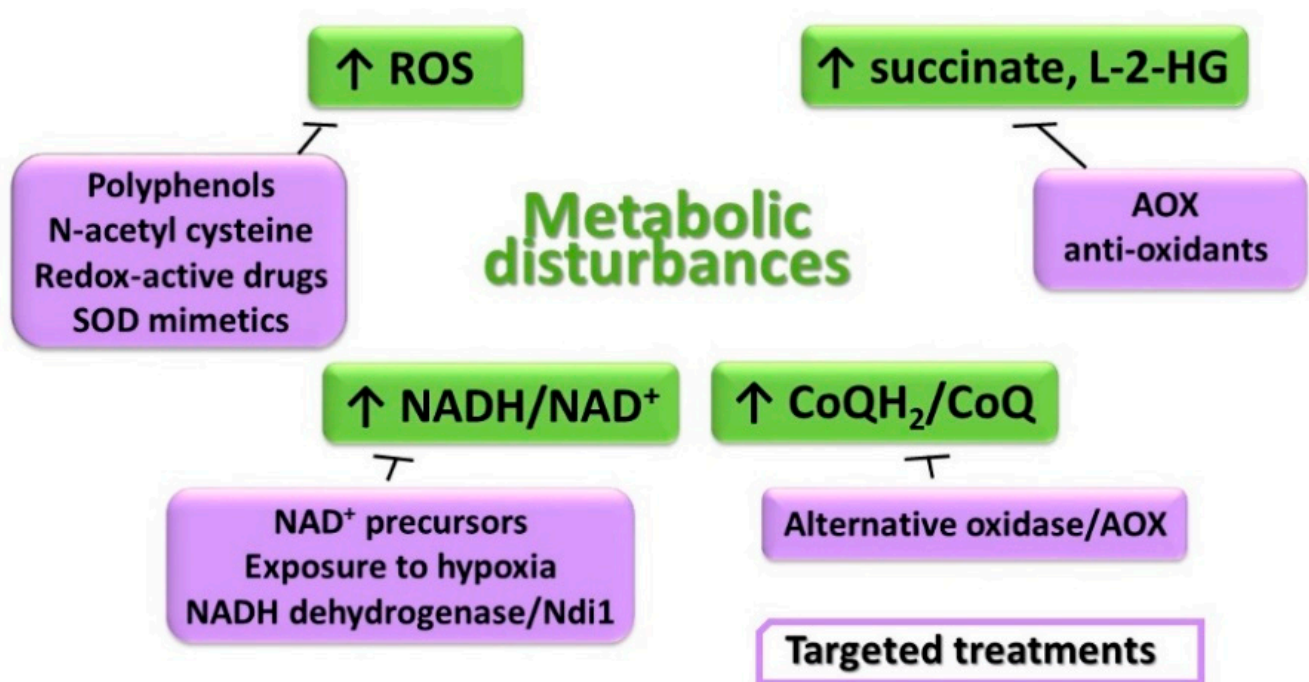 ↑ ROS
↑ succinate, L-2-HG
Polyphenols
N-acetyl cysteine
Redox-active drugs
SOD mimetics
AOX
anti-oxidants
Metabolic
disturbances
↑ NADH/NAD⁺
↑ CoQH₂/CoQ
NAD⁺ precursors
Exposure to hypoxia
NADH dehydrogenase/Ndi1
Alternative oxidase/AOX
Targeted treatments